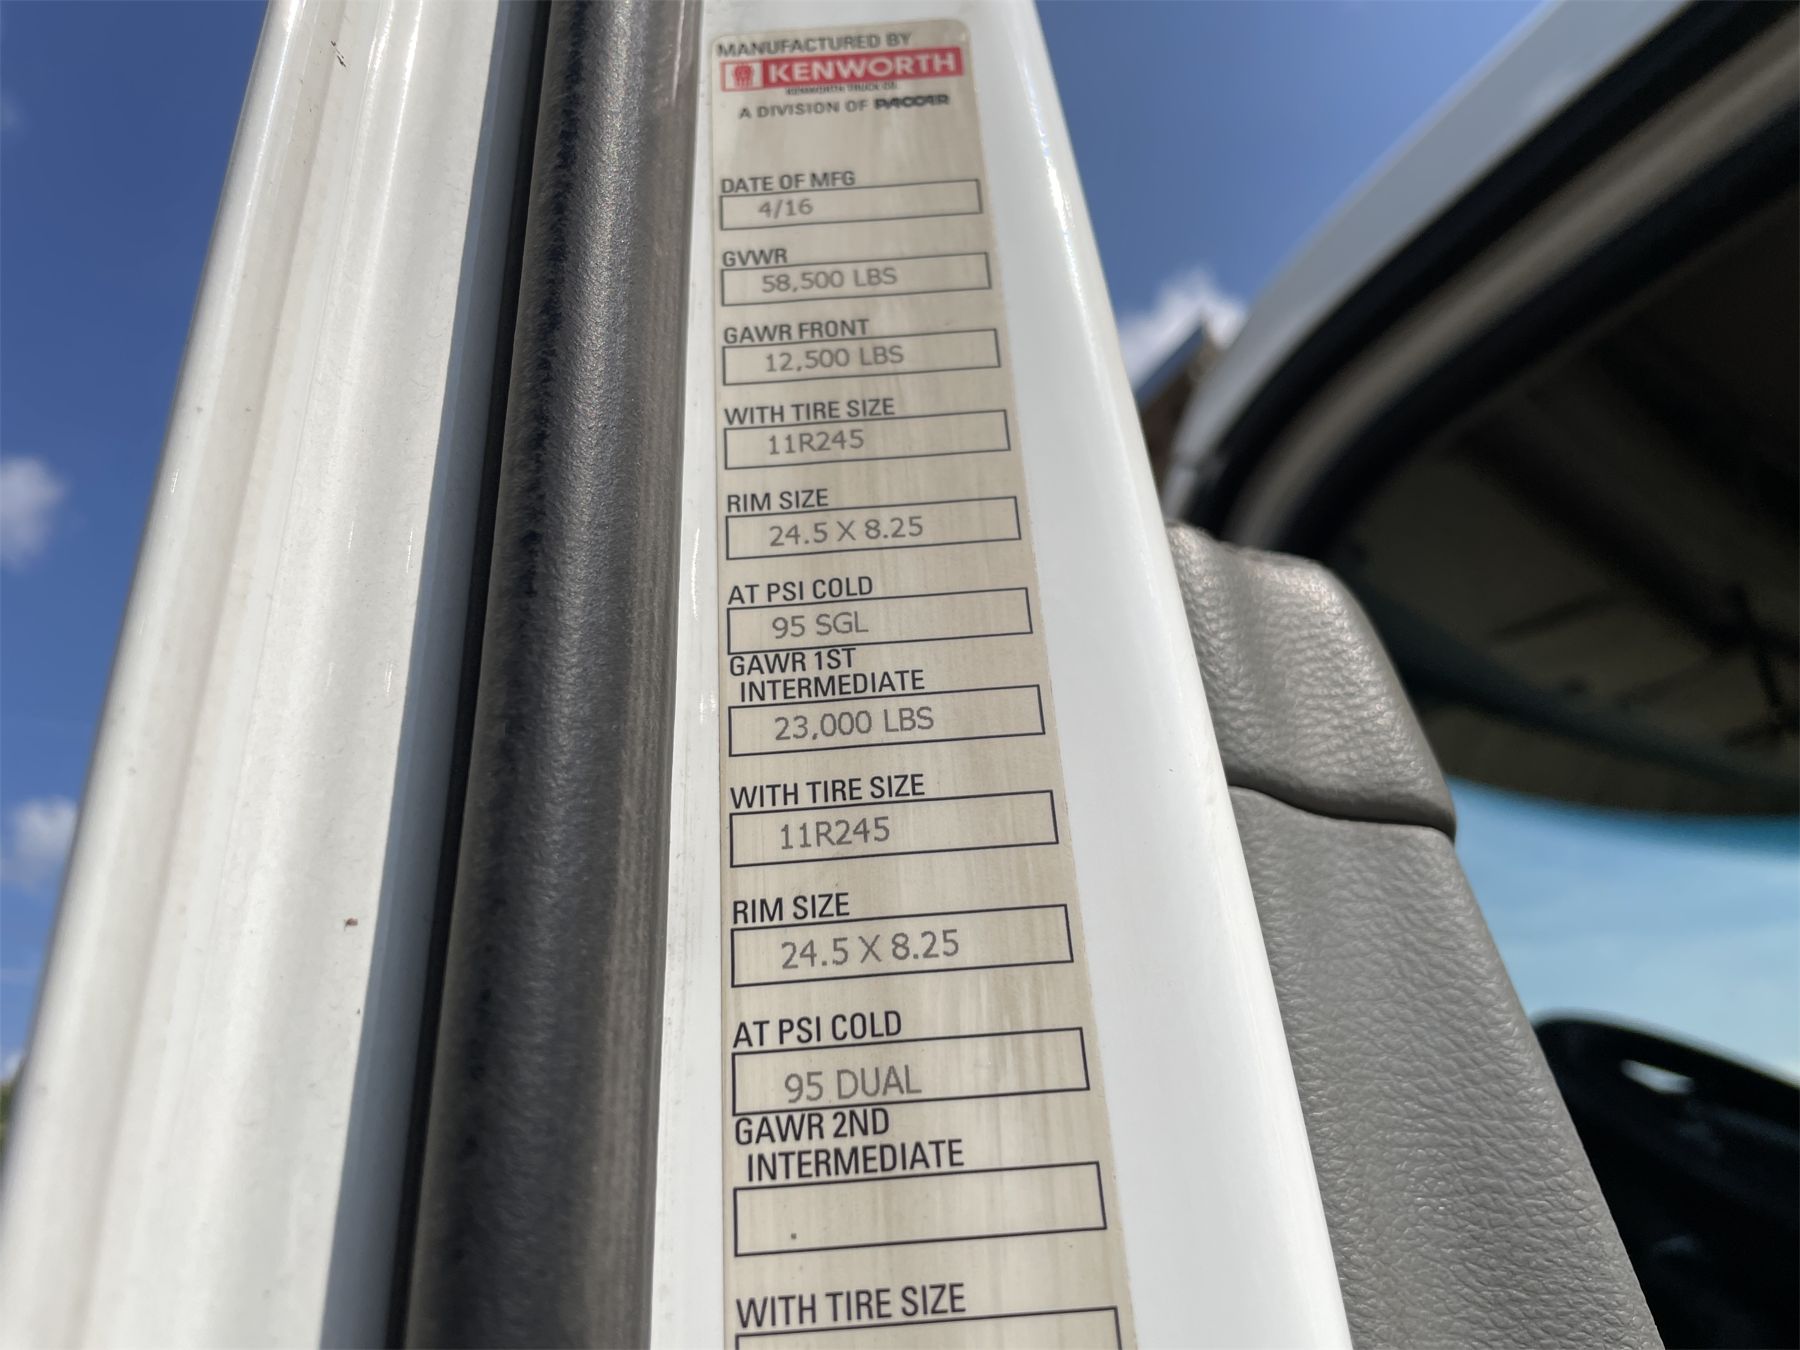 MANUFACTURED BY
KENWORTH
KENWORTH TRUCK CO.
A DIVISION OF PACCAR
DATE OF MFG
4/16
GVWR
58,500 LBS
GAWR FRONT
12,500 LBS
WITH TIRE SIZE
11R245
RIM SIZE
24.5 X 8.25
AT PSI COLD
95 SGL
GAWR 1ST
INTERMEDIATE
23,000 LBS
WITH TIRE SIZE
11R245
RIM SIZE
24.5 X 8.25
AT PSI COLD
95 DUAL
GAWR 2ND
INTERMEDIATE
WITH TIRE SIZE